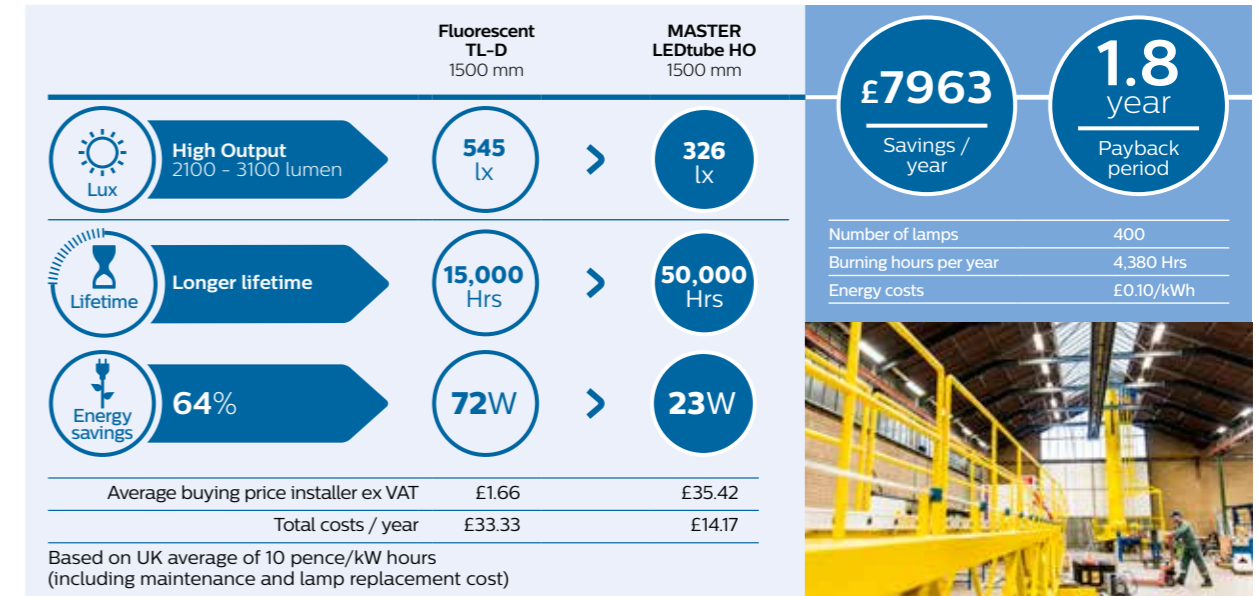 Fluorescent
TL-D
1500 mm
MASTER
LEDtube HO
1500 mm
Lux
High Output
2100 - 3100 lumen
545
lx
>
326
lx
Lifetime
Longer lifetime
15,000
Hrs
>
50,000
Hrs
Energy
savings
64%
72W
>
23W
Average buying price installer ex VAT £1.66 £35.42
Total costs / year £33.33 £14.17
Based on UK average of 10 pence/kW hours
(including maintenance and lamp replacement cost)
£7963
Savings /
year
1.8
year
Payback
period
Number of lamps 400
Burning hours per year 4,380 Hrs
Energy costs £0.10/kWh